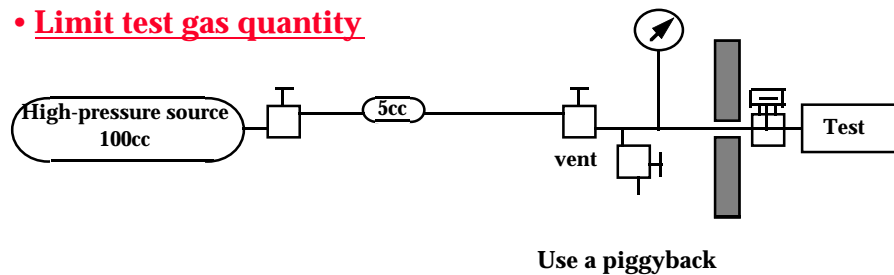 • Limit test gas quantity
High-pressure source
100cc
5cc
vent
Test
Use a piggyback